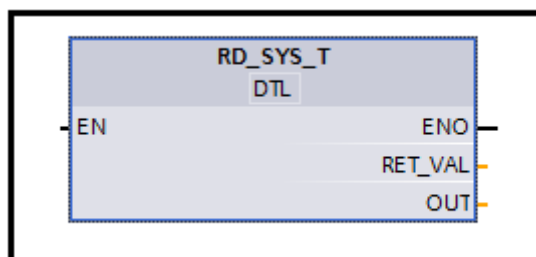 RD_SYS_T
DTL
EN ENO
RET_VAL
OUT